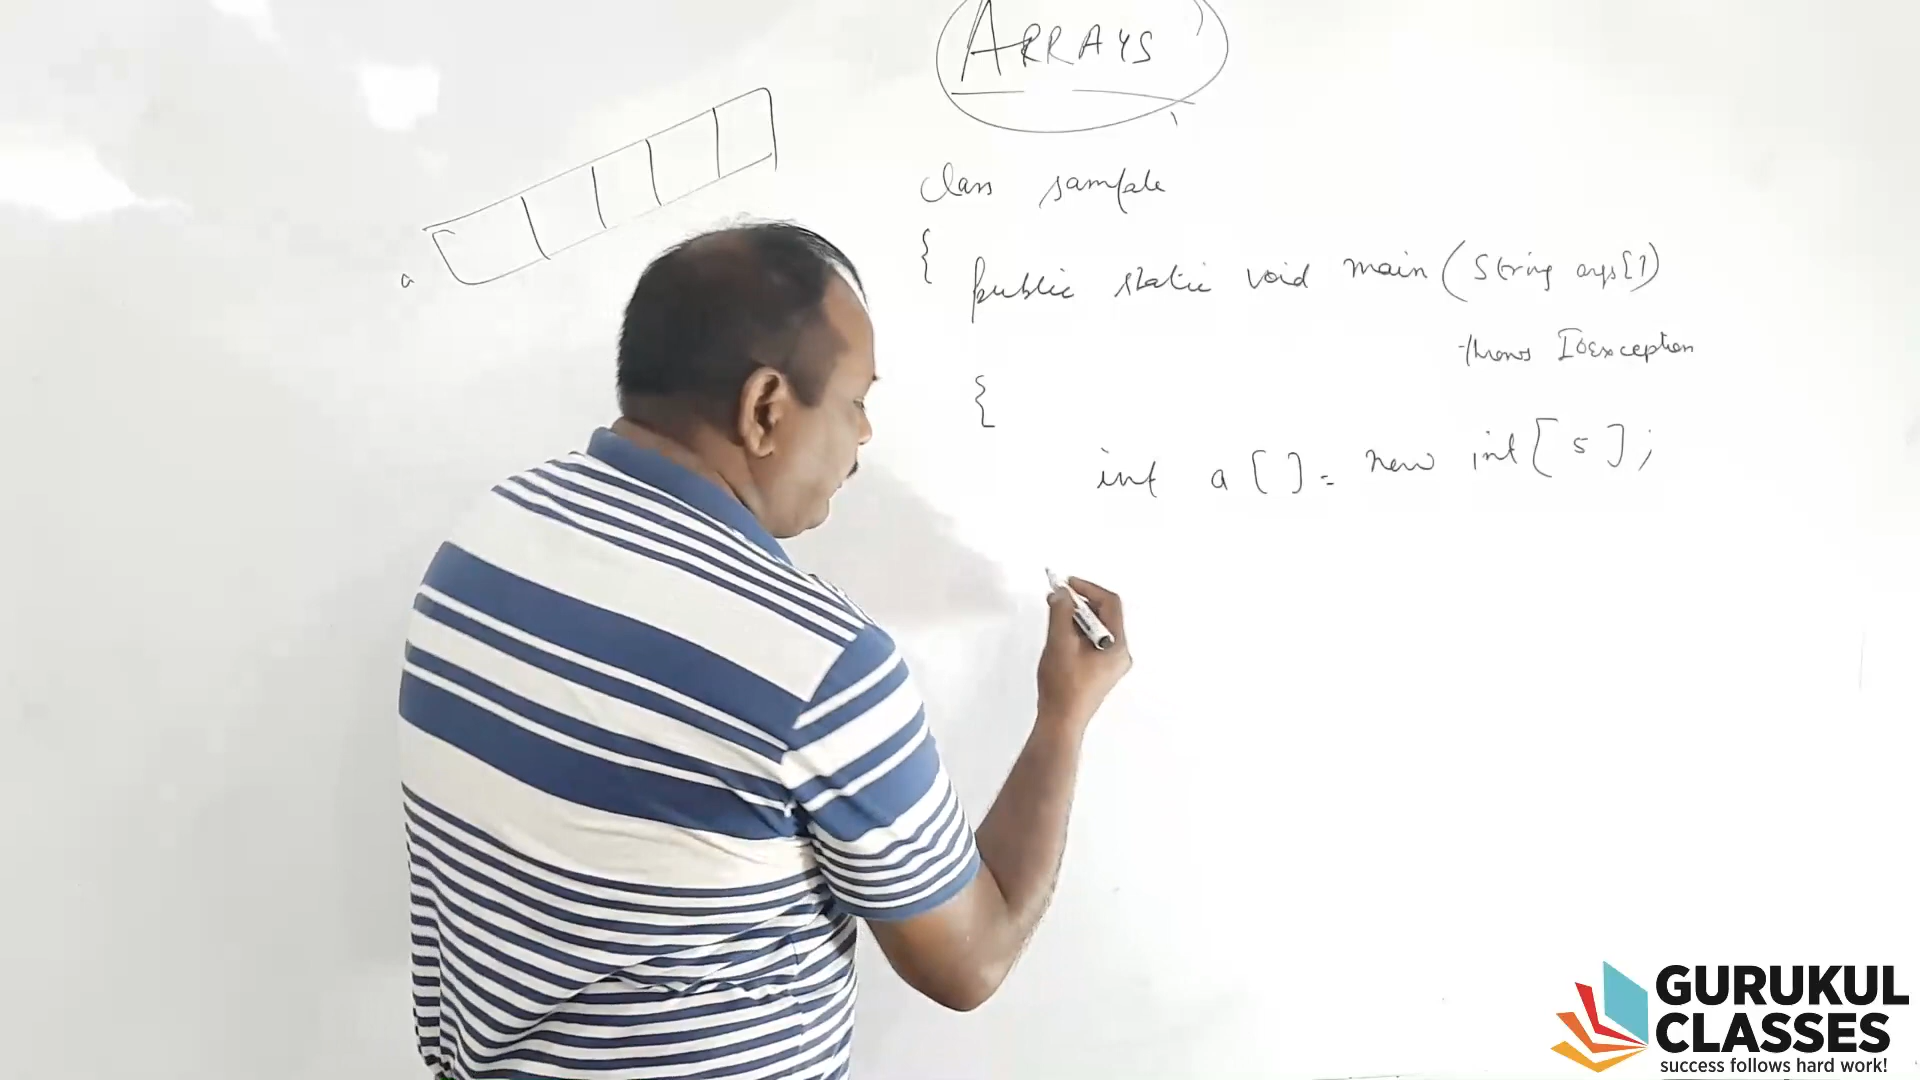 ARRAYS
a
class sample
{
public static void main (String args[])
throws IOException
{
int a [] = new int [5];
GURUKUL
CLASSES
success follows hard work!